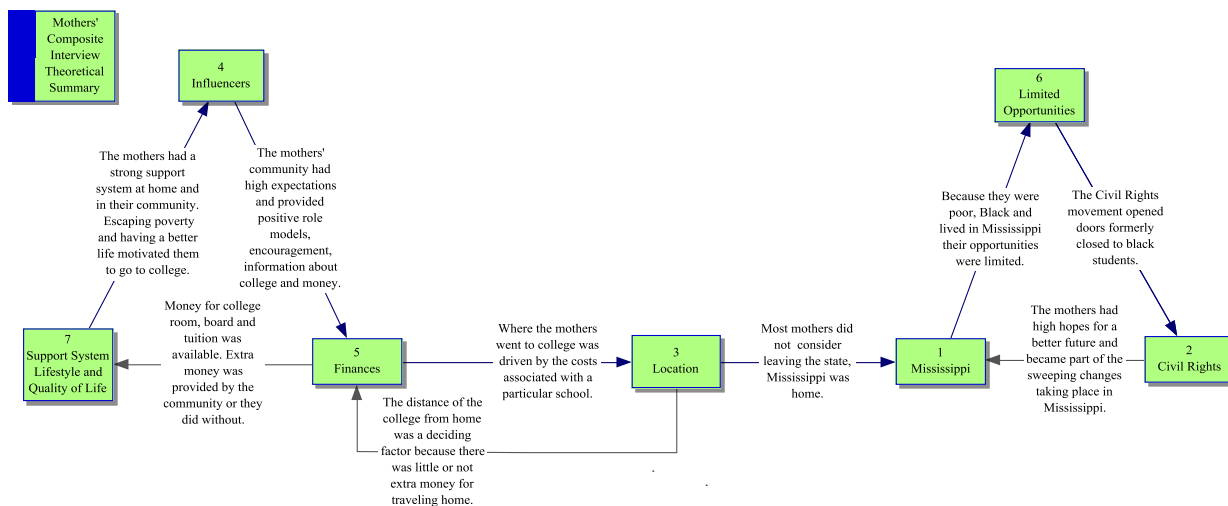 Mothers'
Composite
Interview
Theoretical
Summary
4
Influencers
6
Limited
Opportunities
The mothers had a
strong support
system at home and
in their community.
Escaping poverty
and having a better
life motivated them
to go to college.
The mothers'
community had
high expectations
and provided
positive role
models,
encouragement,
information about
college and money.
Because they were
poor, Black and
lived in Mississippi
their opportunities
were limited.
The Civil Rights
movement opened
doors formerly
closed to black
students.
7
Support System
Lifestyle and
Quality of Life
Money for college
room, board and
tuition was
available. Extra
money was
provided by the
community or they
did without.
5
Finances
Where the mothers
went to college was
driven by the costs
associated with a
particular school.
3
Location
Most mothers did
not consider
leaving the state,
Mississippi was
home.
1
Mississippi
The mothers had
high hopes for a
better future and
became part of the
sweeping changes
taking place in
Mississippi.
2
Civil Rights
The distance of the
college from home
was a deciding
factor because there
was little or not
extra money for
traveling home.